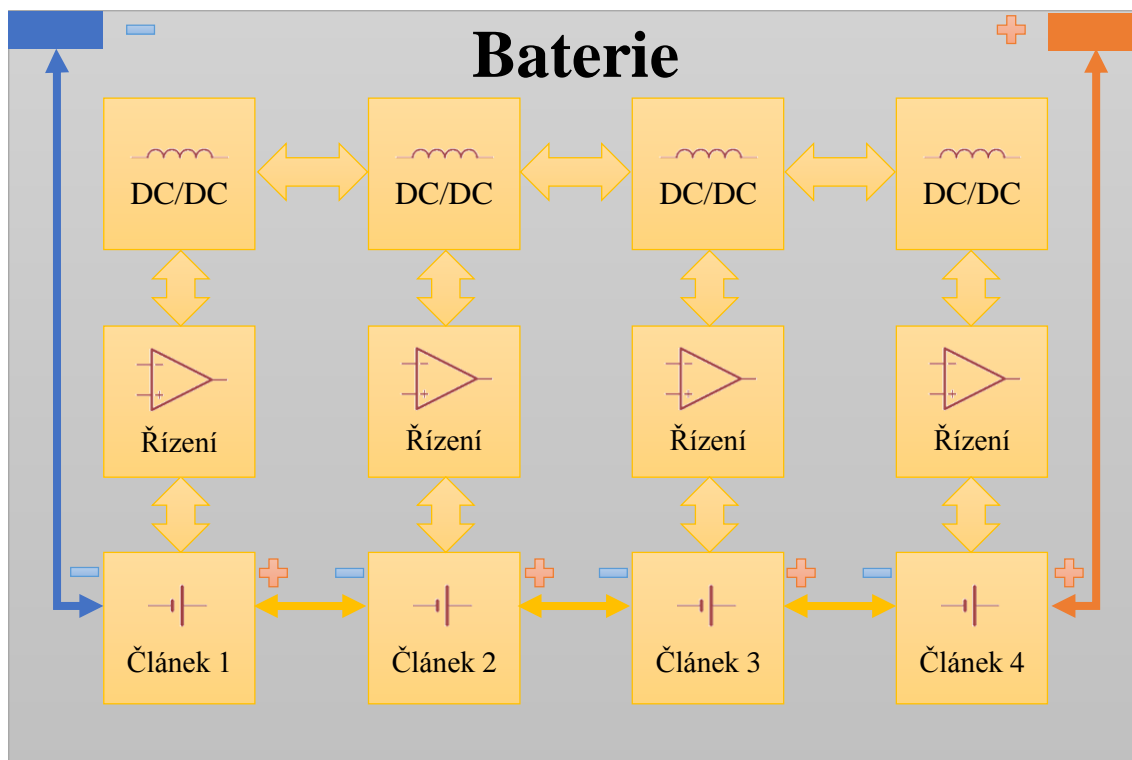 Baterie
DC/DC
DC/DC
DC/DC
DC/DC
Řízení
Řízení
Řízení
Řízení
Článek 1
Článek 2
Článek 3
Článek 4